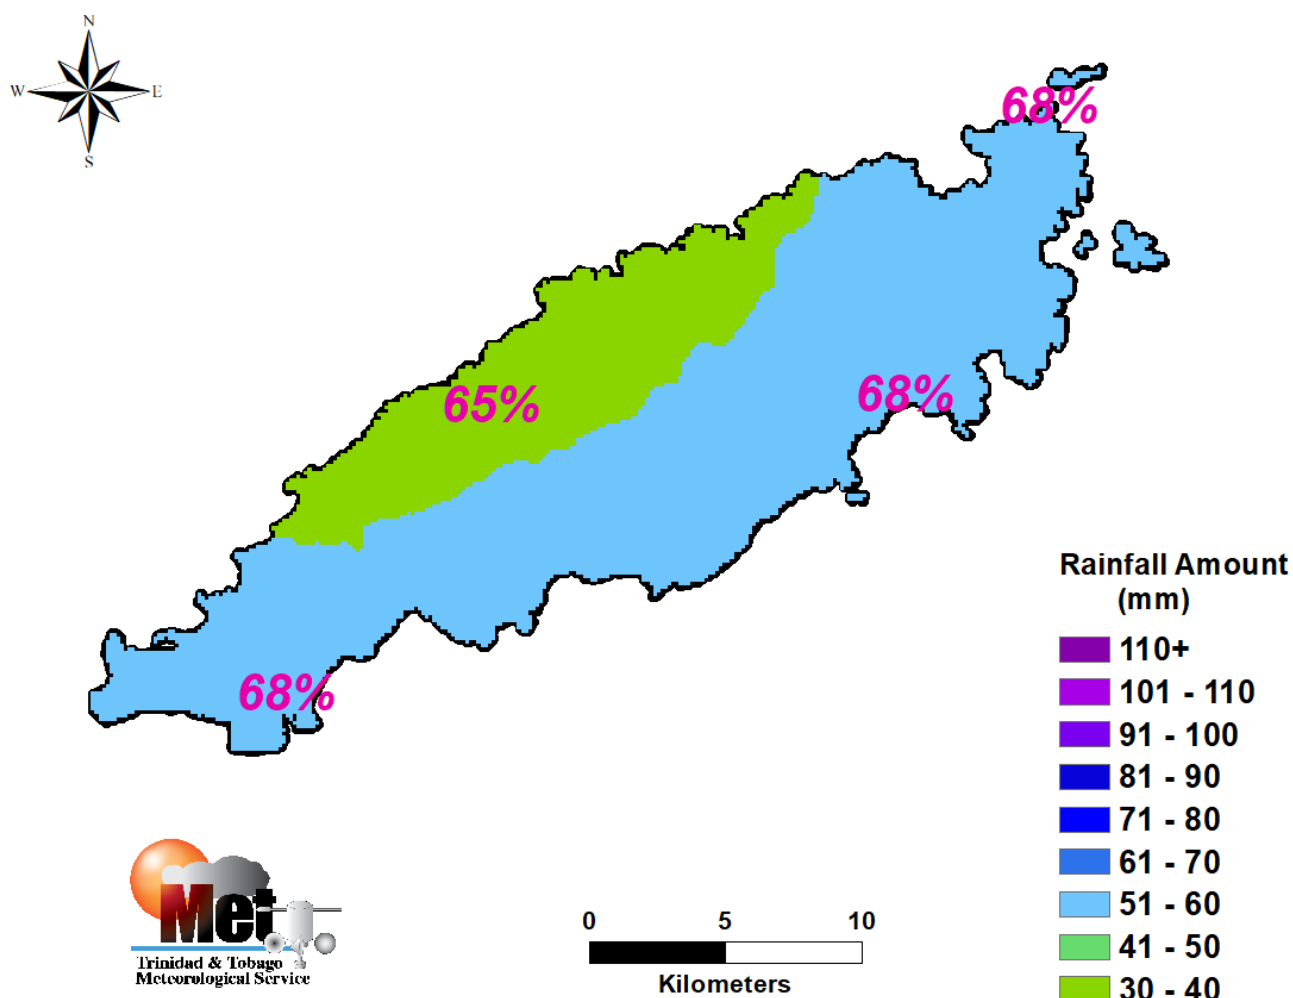 N
W E
S
68%
65%
68%
68%
Rainfall Amount
(mm)
110+
101 - 110
91 - 100
81 - 90
71 - 80
61 - 70
51 - 60
41 - 50
30 - 40
Met
Trinidad & Tobago
Meteorological Service
0 5 10
Kilometers